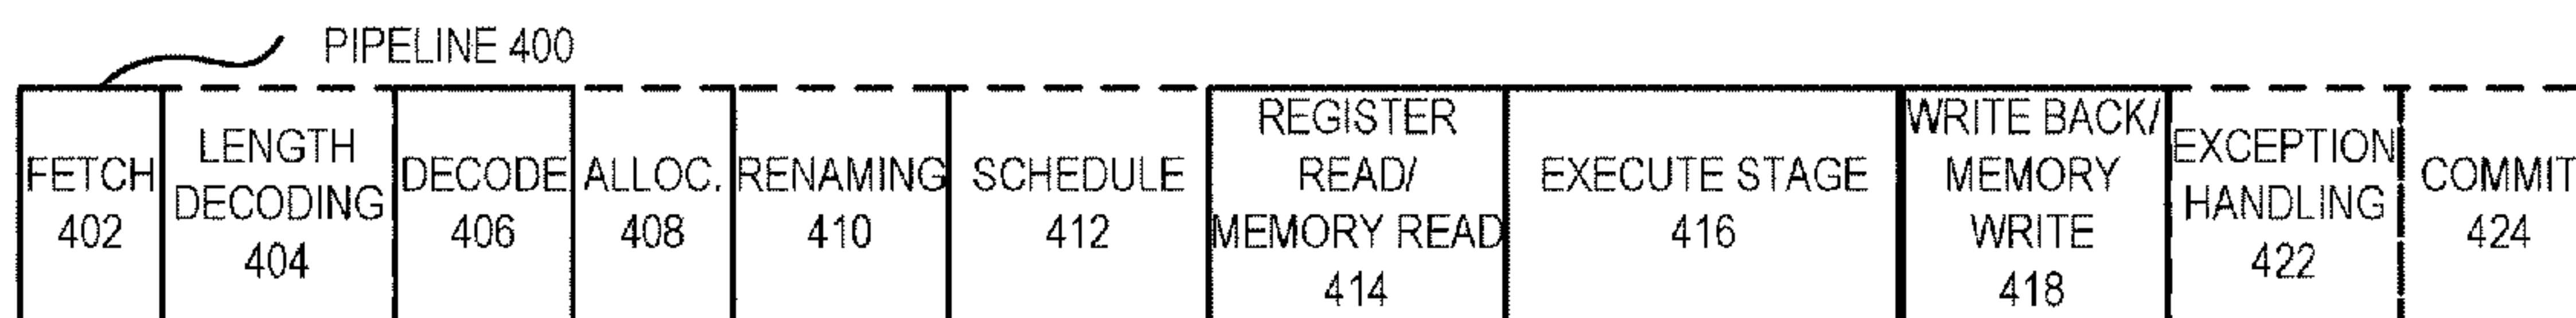 PIPELINE 400
FETCH
402
LENGTH
DECODING
404
DECODE
406
ALLOC.
408
RENAMING
410
SCHEDULE
412
REGISTER
READ/
MEMORY READ
414
EXECUTE STAGE
416
WRITE BACK/
MEMORY
WRITE
418
EXCEPTION
HANDLING
422
COMMIT
424